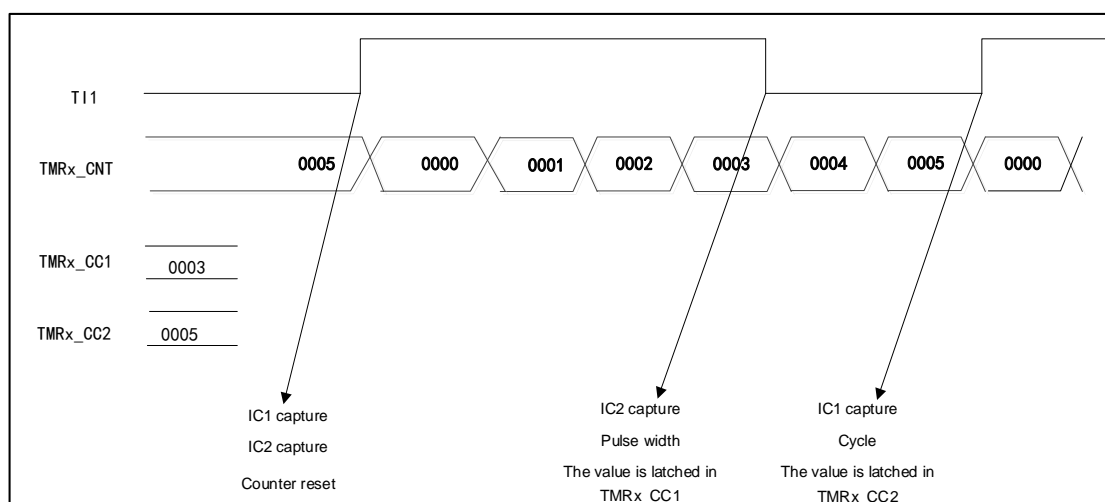 TI1
TMRx_CNT
0005 0000 0001 0002 0003 0004 0005 0000
TMRx_CC1 0003
TMRx_CC2 0005
IC1 capture
IC2 capture
Counter reset
IC2 capture
Pulse width
The value is latched in
TMRx_CC1
IC1 capture
Cycle
The value is latched in
TMRx_CC2